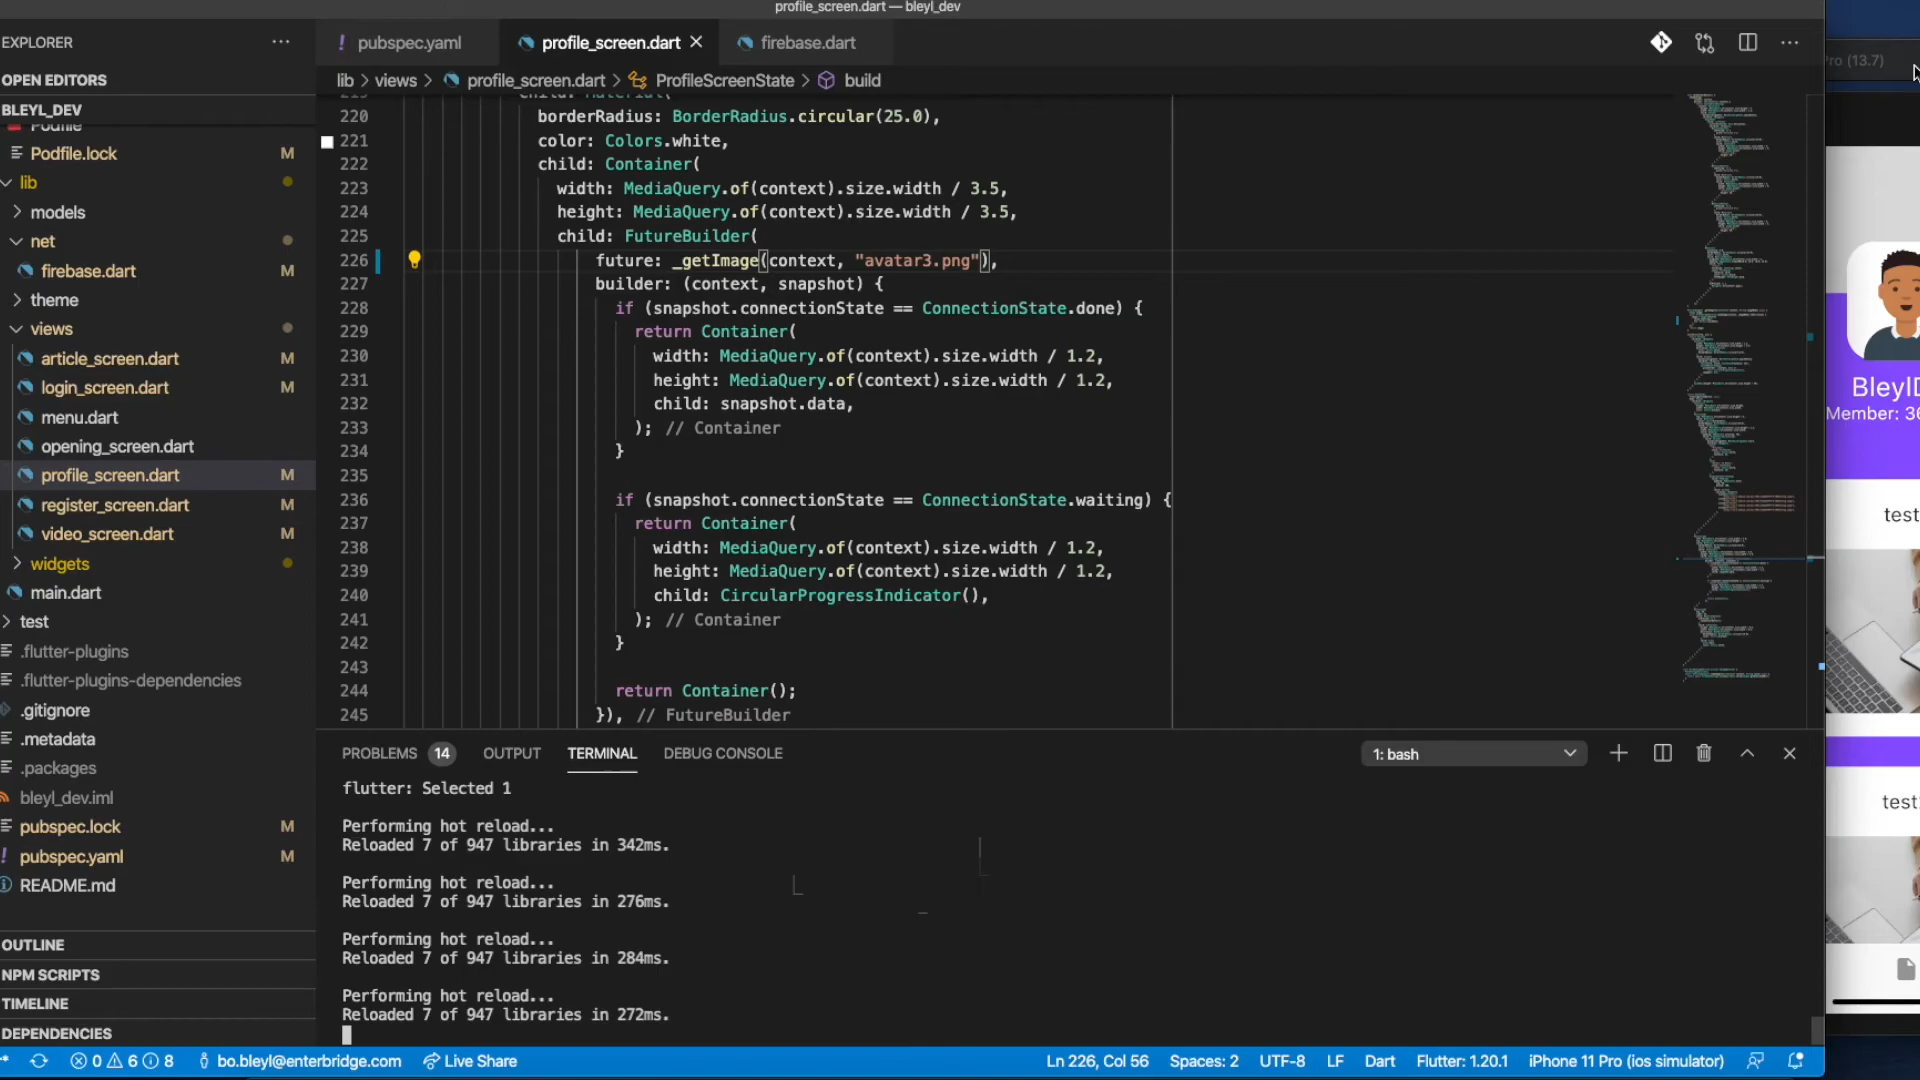 profile_screen.dart — bleyl_dev
EXPLORER
OPEN EDITORS
BLEYL_DEV
Podfile
Podfile.lock M
lib
models
net
firebase.dart M
theme
views
article_screen.dart M
login_screen.dart M
menu.dart
opening_screen.dart
profile_screen.dart M
register_screen.dart M
video_screen.dart M
widgets
main.dart
test
.flutter-plugins
.flutter-plugins-dependencies
.gitignore
.metadata
.packages
bleyl_dev.iml
pubspec.lock M
pubspec.yaml M
README.md
OUTLINE
NPM SCRIPTS
TIMELINE
DEPENDENCIES
pubspec.yaml
profile_screen.dart
firebase.dart
lib > views > profile_screen.dart > ProfileScreenState > build
219 child: Material(
220 borderRadius: BorderRadius.circular(25.0),
221 color: Colors.white,
222 child: Container(
223 width: MediaQuery.of(context).size.width / 3.5,
224 height: MediaQuery.of(context).size.width / 3.5,
225 child: FutureBuilder(
226 future: _getImage(context, "avatar3.png"),
227 builder: (context, snapshot) {
228 if (snapshot.connectionState == ConnectionState.done) {
229 return Container(
230 width: MediaQuery.of(context).size.width / 1.2,
231 height: MediaQuery.of(context).size.width / 1.2,
232 child: snapshot.data,
233 ); // Container
234 }
235
236 if (snapshot.connectionState == ConnectionState.waiting) {
237 return Container(
238 width: MediaQuery.of(context).size.width / 1.2,
239 height: MediaQuery.of(context).size.width / 1.2,
240 child: CircularProgressIndicator(),
241 ); // Container
242 }
243
244 return Container();
245 }), // FutureBuilder
PROBLEMS 14 OUTPUT TERMINAL DEBUG CONSOLE
1: bash
flutter: Selected 1
Performing hot reload...
Reloaded 7 of 947 libraries in 342ms.
Performing hot reload...
Reloaded 7 of 947 libraries in 276ms.
Performing hot reload...
Reloaded 7 of 947 libraries in 284ms.
Performing hot reload...
Reloaded 7 of 947 libraries in 272ms.
ro (13.7)
BleylD
Member: 36
test
test
0 6 8 bo.bleyl@enterbridge.com Live Share
Ln 226, Col 56 Spaces: 2 UTF-8 LF Dart Flutter: 1.20.1 iPhone 11 Pro (ios simulator)